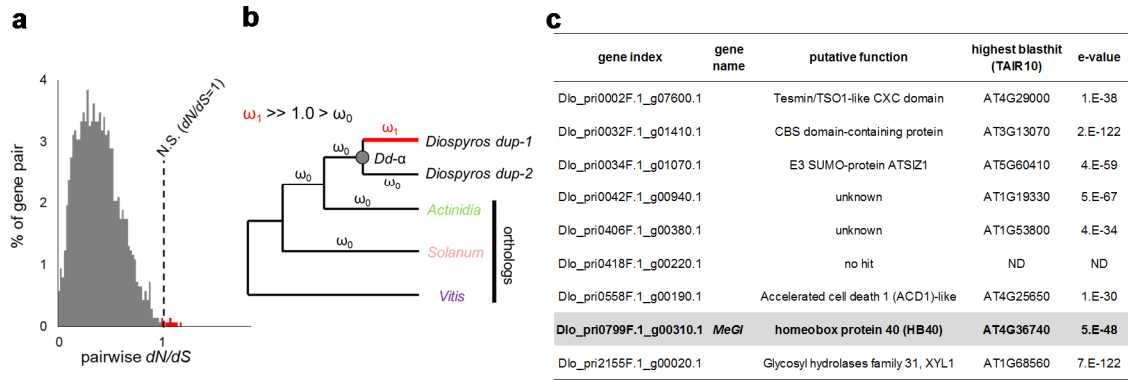 a
4
3
2
1
0
% of gene pair
N.S. (dN/dS=1)
0
1
pairwise dN/dS
b
ω1 >> 1.0 > ω0
ω1
Diospyros dup-1
ω0
Dd-α
Diospyros dup-2
ω0
ω0
ω0
Actinidia
ω0
Solanum
Vitis
orthologs
c
gene index gene name putative function highest blasthit (TAIR10) e-value
Dlo_pri0002F.1_g07600.1 Tesmin/TSO1-like CXC domain AT4G29000 1.E-38
Dlo_pri0032F.1_g01410.1 CBS domain-containing protein AT3G13070 2.E-122
Dlo_pri0034F.1_g01070.1 E3 SUMO-protein ATSIZ1 AT5G60410 4.E-59
Dlo_pri0042F.1_g00940.1 unknown AT1G19330 5.E-67
Dlo_pri0406F.1_g00380.1 unknown AT1G53800 4.E-34
Dlo_pri0418F.1_g00220.1 no hit ND ND
Dlo_pri0558F.1_g00190.1 Accelerated cell death 1 (ACD1)-like AT4G25650 1.E-30
Dlo_pri0799F.1_g00310.1 MeGI homeobox protein 40 (HB40) AT4G36740 5.E-48
Dlo_pri2155F.1_g00020.1 Glycosyl hydrolases family 31, XYL1 AT1G68560 7.E-122